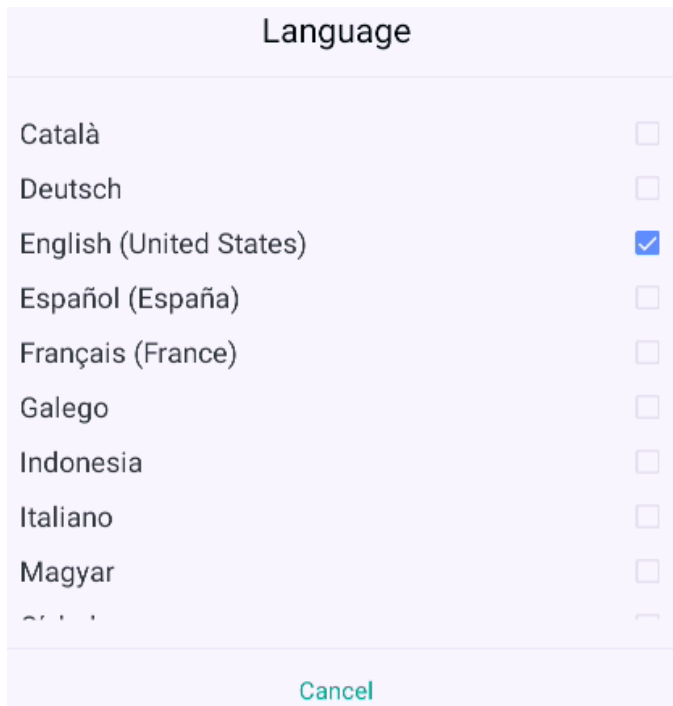 Language
Català
Deutsch
English (United States)
Español (España)
Français (France)
Galego
Indonesia
Italiano
Magyar
Cancel